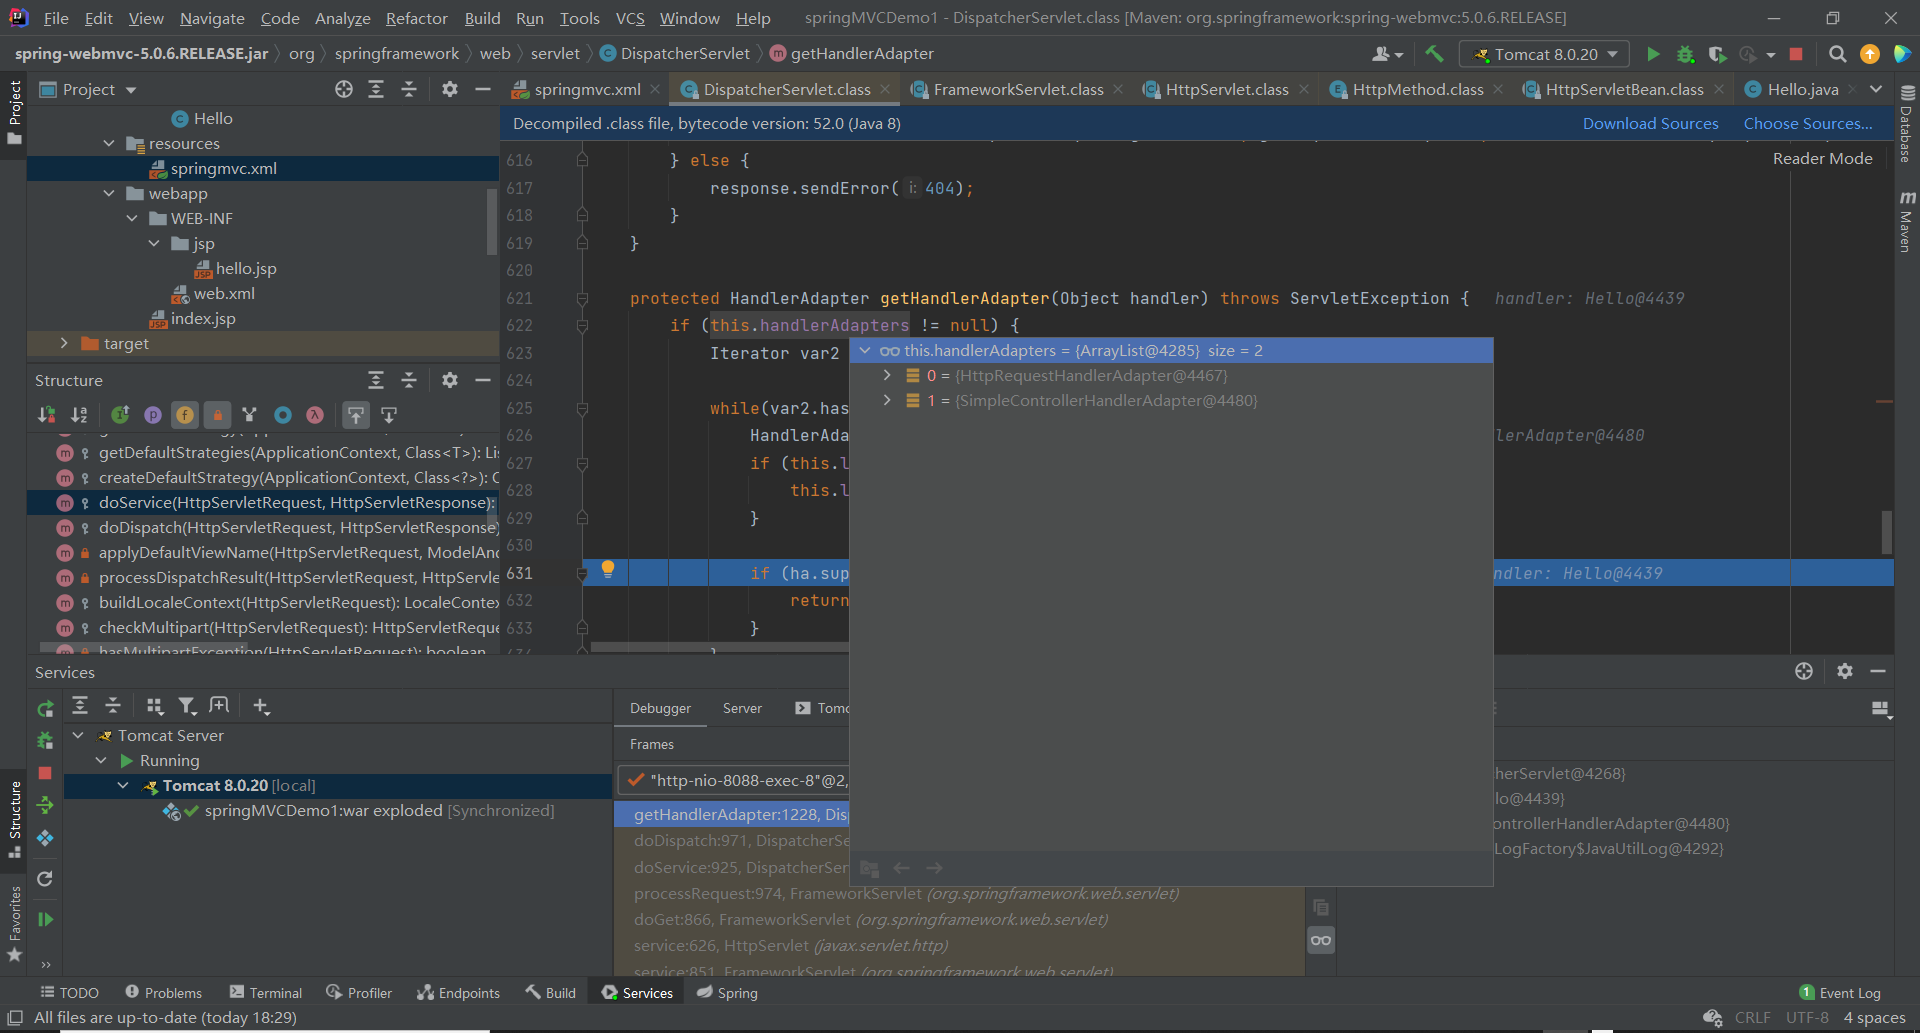 File Edit View Navigate Code Analyze Refactor Build Run Tools VCS Window Help springMVCDemo1 - DispatcherServlet.class [Maven: org.springframework:spring-webmvc:5.0.6.RELEASE]
spring-webmvc-5.0.6.RELEASE.jar org springframework web servlet DispatcherServlet getHandlerAdapter Tomcat 8.0.20
Project
Project
springmvc.xml DispatcherServlet.class FrameworkServlet.class HttpServlet.class HttpMethod.class HttpServletBean.class Hello.java
Database
Maven
Decompiled .class file, bytecode version: 52.0 (Java 8) Download Sources Choose Sources...
Reader Mode
Hello
resources
springmvc.xml
webapp
WEB-INF
jsp
hello.jsp
web.xml
index.jsp
target
616 } else {
617 response.sendError( i: 404);
618 }
619 }
620
621 protected HandlerAdapter getHandlerAdapter(Object handler) throws ServletException { handler: Hello@4439
622 if (this.handlerAdapters != null) {
623 Iterator var2
624
625 while(var2.has
626 HandlerAda lerAdapter@4480
627 if (this.l
628 this.l
629 }
630
631 if (ha.sup ndler: Hello@4439
632 return
633 }
this.handlerAdapters = {ArrayList@4285} size = 2
0 = {HttpRequestHandlerAdapter@4467}
1 = {SimpleControllerHandlerAdapter@4480}
Structure
getDefaultStrategies(ApplicationContext, Class<T>): Lis
createDefaultStrategy(ApplicationContext, Class<?>): C
doService(HttpServletRequest, HttpServletResponse):
doDispatch(HttpServletRequest, HttpServletResponse)
applyDefaultViewName(HttpServletRequest, ModelAnd
processDispatchResult(HttpServletRequest, HttpServle
buildLocaleContext(HttpServletRequest): LocaleContex
checkMultipart(HttpServletRequest): HttpServletReque
hasMultipartException(HttpServletRequest): boolean
Services
Tomcat Server
Running
Tomcat 8.0.20 [local]
springMVCDemo1:war exploded [Synchronized]
Structure
Favorites
Debugger Server Tomc
Frames
"http-nio-8088-exec-8"@2,
getHandlerAdapter:1228, Dis
doDispatch:971, DispatcherSe
doService:925, DispatcherSer
processRequest:974, FrameworkServlet (org.springframework.web.servlet)
doGet:866, FrameworkServlet (org.springframework.web.servlet)
service:626, HttpServlet (javax.servlet.http)
service:851, FrameworkServlet (org.springframework.web.servlet)
herServlet@4268}
lo@4439}
ontrollerHandlerAdapter@4480}
LogFactory$JavaUtilLog@4292}
TODO Problems Terminal Profiler Endpoints Build Services Spring 1 Event Log
All files are up-to-date (today 18:29) CRLF UTF-8 4 spaces